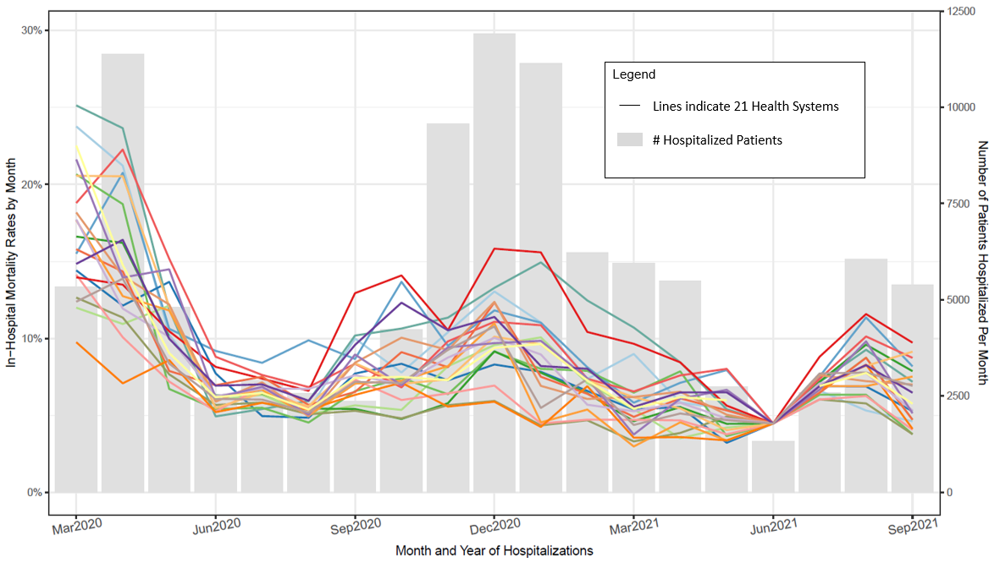 12500
30%
Legend
Lines indicate 21 Health Systems
# Hospitalized Patients
10000
20%
7500
In−Hospital Mortality Rates by Month
Number of Patients Hospitalized Per Month
5000
10%
2500
0%
0
Mar2020
Jun2020
Sep2020
Dec2020
Mar2021
Jun2021
Sep2021
Month and Year of Hospitalizations